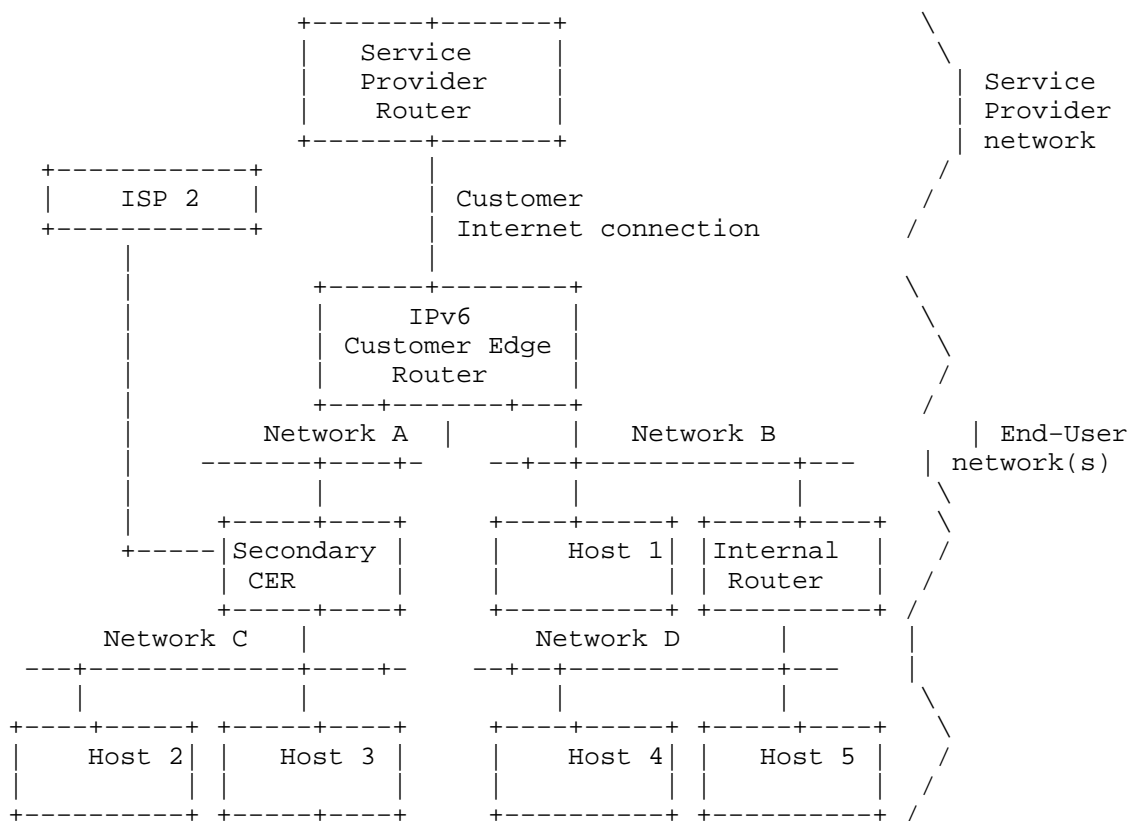 Service
Provider
Router
Service
Provider
network
ISP 2
Customer
Internet connection
IPv6
Customer Edge
Router
Network A
Network B
End-User
network(s)
Secondary
CER
Host 1
Internal
Router
Network C
Network D
Host 2
Host 3
Host 4
Host 5